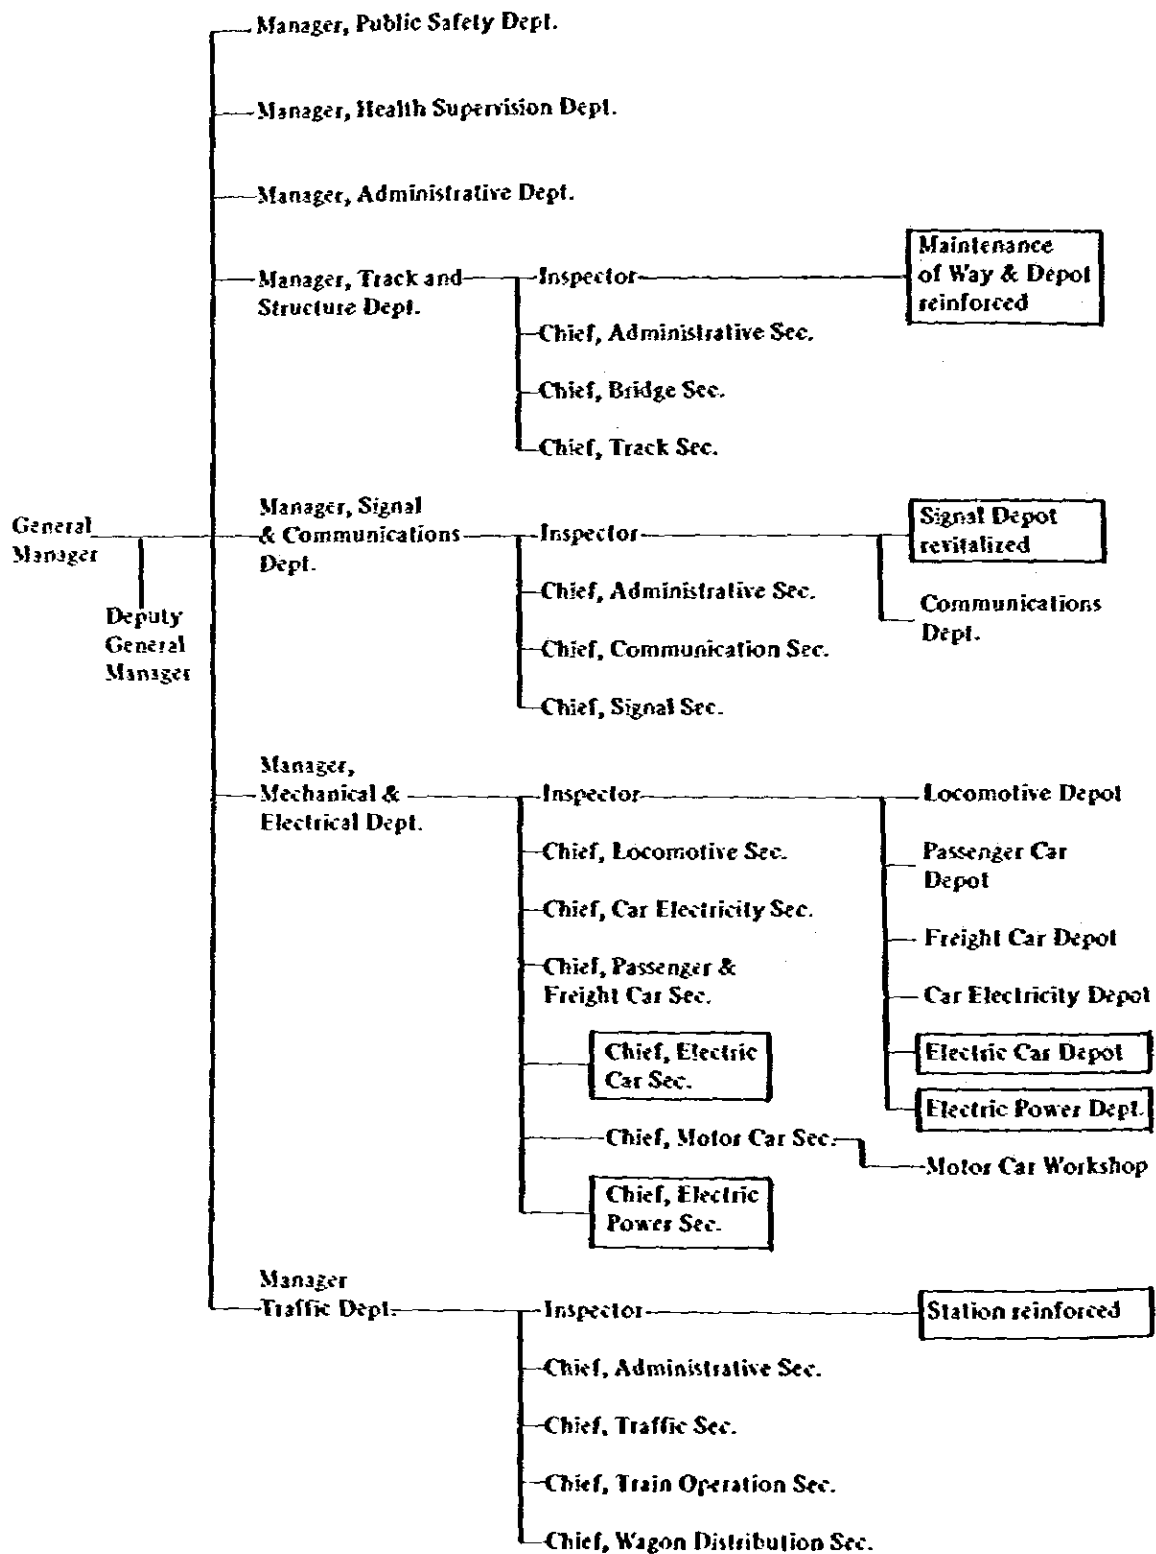 Manager, Public Safety Dept.
Manager, Health Supervision Dept.
Manager, Administrative Dept.
Manager, Track and
Structure Dept.
Inspector
Maintenance
of Way & Depot
reinforced
Chief, Administrative Sec.
Chief, Bridge Sec.
Chief, Track Sec.
General
Manager
Deputy
General
Manager
Manager, Signal
& Communications
Dept.
Inspector
Signal Depot
revitalized
Chief, Administrative Sec.
Communications
Dept.
Chief, Communication Sec.
Chief, Signal Sec.
Manager,
Mechanical &
Electrical Dept.
Inspector
Locomotive Depot
Chief, Locomotive Sec.
Passenger Car
Depot
Chief, Car Electricity Sec.
Freight Car Depot
Chief, Passenger &
Freight Car Sec.
Car Electricity Depot
Chief, Electric
Car Sec.
Electric Car Depot
Electric Power Dept.
Chief, Motor Car Sec.
Motor Car Workshop
Chief, Electric
Power Sec.
Manager
Traffic Dept.
Inspector
Station reinforced
Chief, Administrative Sec.
Chief, Traffic Sec.
Chief, Train Operation Sec.
Chief, Wagon Distribution Sec.